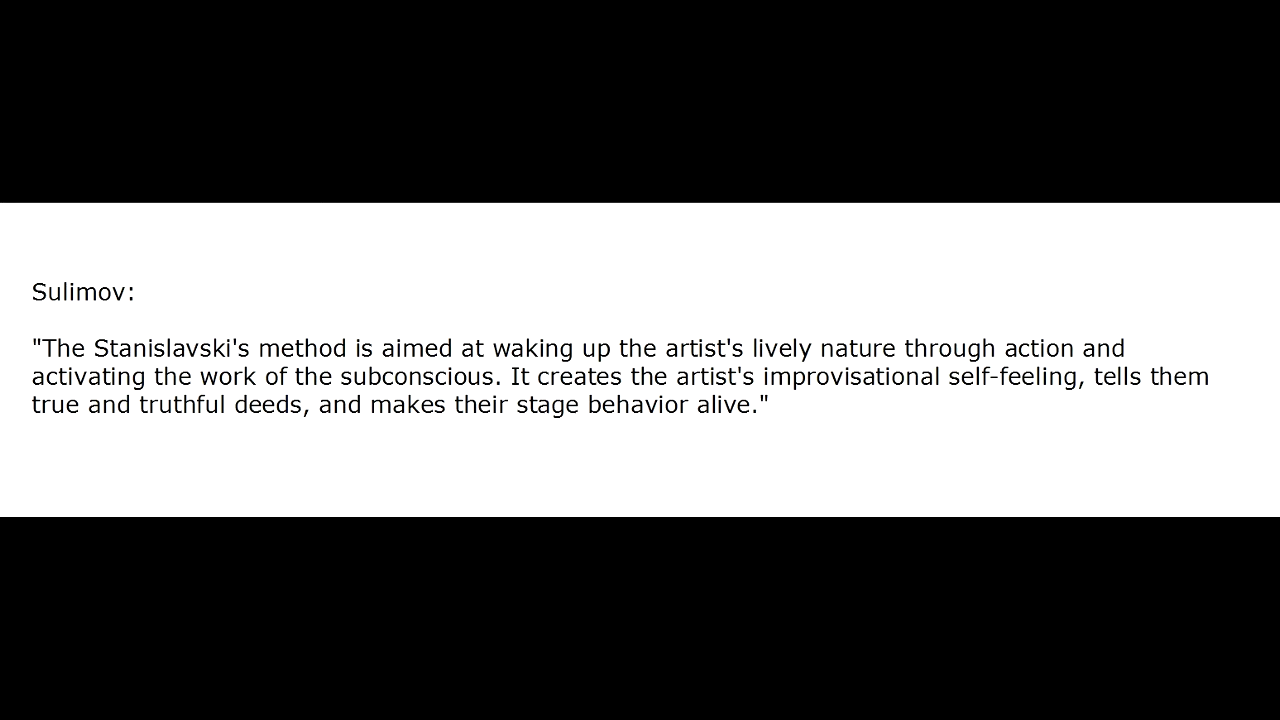 Sulimov:
"The Stanislavski's method is aimed at waking up the artist's lively nature through action and
activating the work of the subconscious. It creates the artist's improvisational self-feeling, tells them
true and truthful deeds, and makes their stage behavior alive."